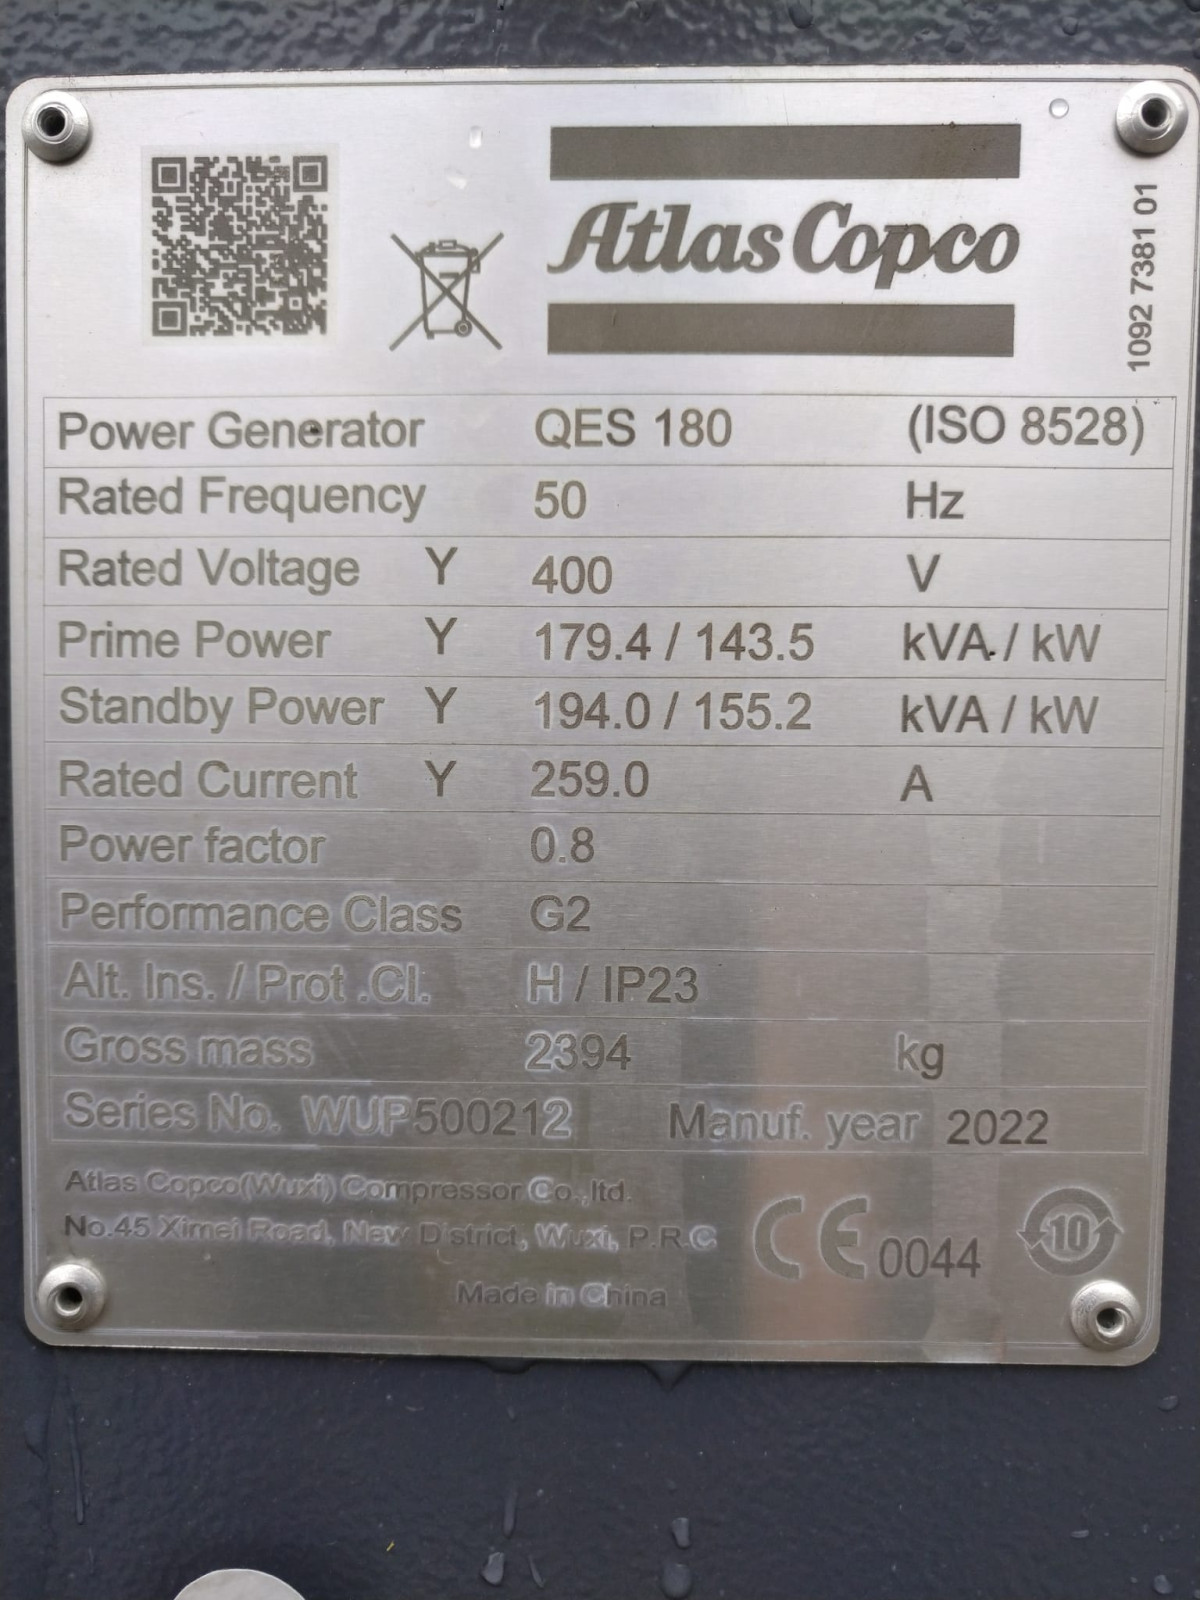 Atlas Copco
1092 7381 01
Power Generator QES 180 (ISO 8528)
Rated Frequency 50 Hz
Rated Voltage Y 400 V
Prime Power Y 179.4 / 143.5 kVA / kW
Standby Power Y 194.0 / 155.2 kVA / kW
Rated Current Y 259.0 A
Power factor 0.8
Performance Class G2
Alt. Ins. / Prot .Cl. H / IP23
Gross mass 2394 kg
Series No. WUP500212 Manuf. year 2022
Atlas Copco(Wuxi) Compressor Co.,ltd.
No.45 Ximei Road, New District, Wuxi, P.R.C
CE 0044
10
Made in China